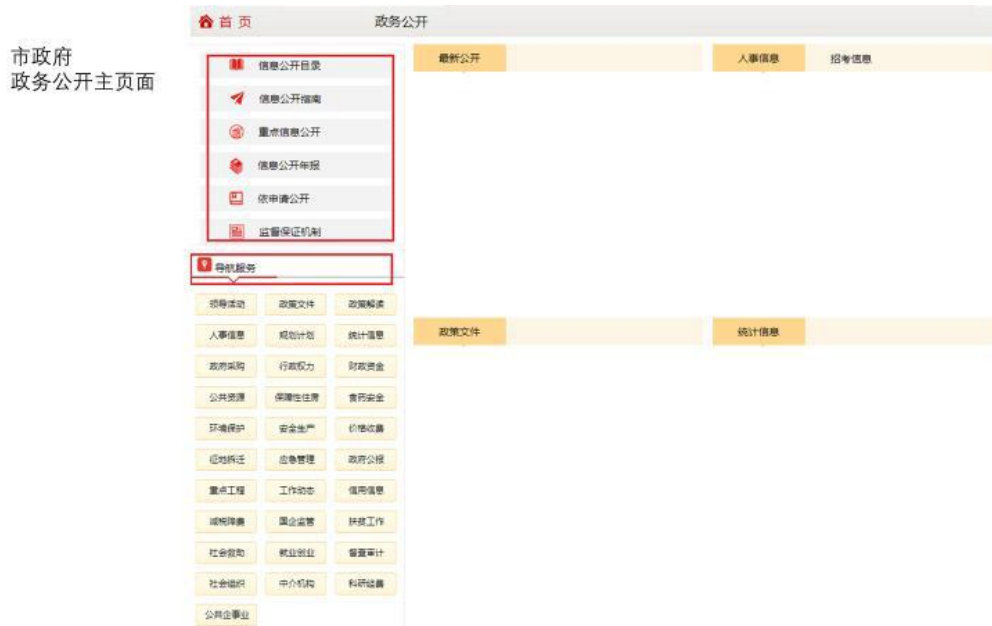 首 页
政务公开
市政府
政务公开主页面
信息公开目录
信息公开指南
重点信息公开
信息公开年报
依申请公开
监督保证机制
导航服务
领导活动 政策文件 政策解读
人事信息 规划计划 统计信息
政府采购 行政权力 财政资金
公共资源 保障性住房 食药安全
环境保护 安全生产 价格收费
征地拆迁 应急管理 政府公报
重点工程 工作动态 信用信息
减税降费 国企监管 扶贫工作
社会救助 就业创业 督查审计
社会组织 中介机构 科研经费
公共企事业
最新公开
人事信息 招考信息
政策文件
统计信息